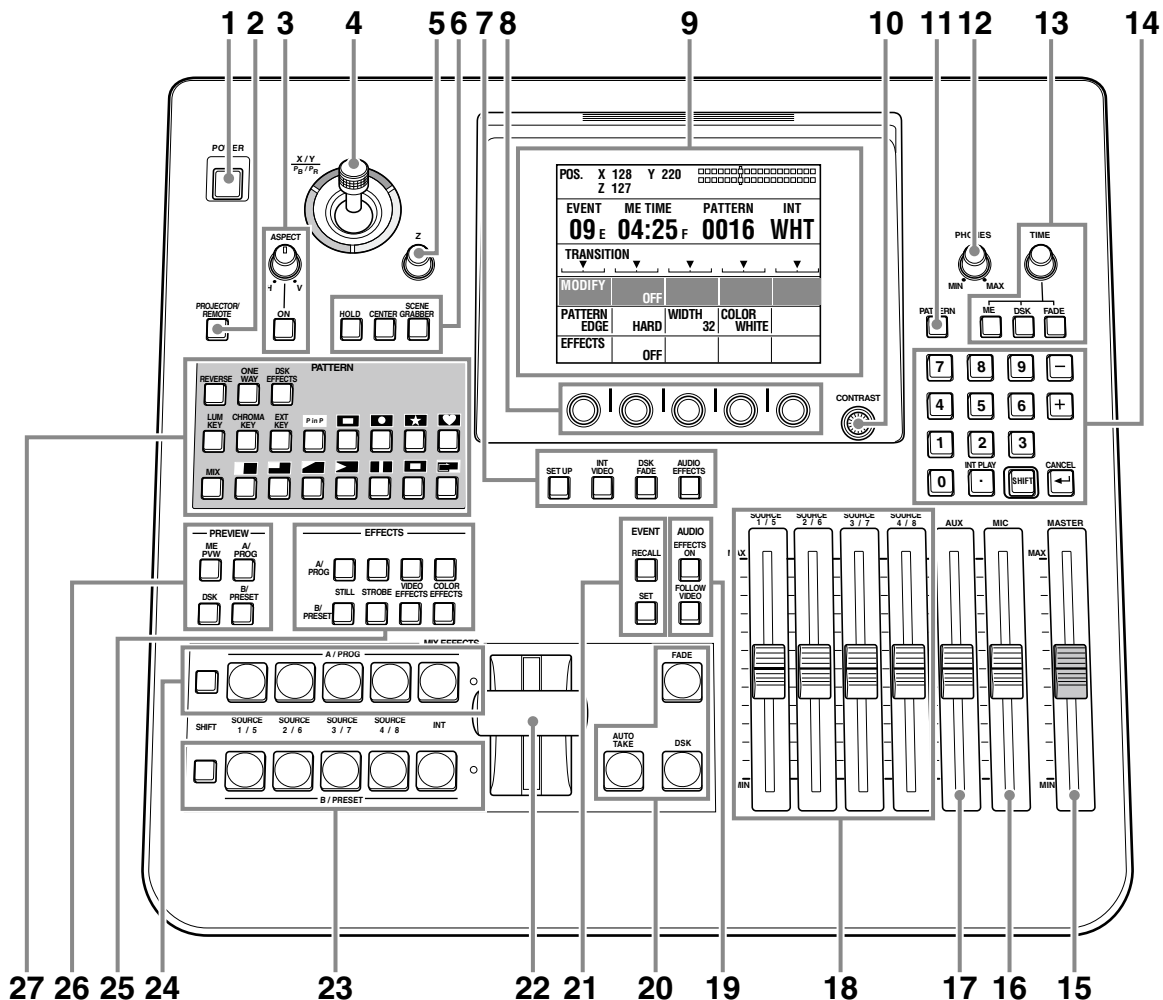 1 2 3 4 5 6 7 8 9 10 11 12 13 14
POWER
X / Y
PB / PR
Z
ASPECT
H V
ON
PROJECTOR/
REMOTE
HOLD CENTER SCENE
GRABBER
POS. X 128 Y 220
Z 127
EVENT ME TIME PATTERN INT
09 E 04:25 F 0016 WHT
TRANSITION
MODIFY
OFF
PATTERN WIDTH COLOR
EDGE HARD 32 WHITE
EFFECTS
OFF
CONTRAST
PHONES
MIN MAX
TIME
PATTERN
ME DSK FADE
7 8 9 −
4 5 6 +
1 2 3
INT PLAY CANCEL
0 . SHIFT
PATTERN
REVERSE ONE
WAY DSK
EFFECTS
LUM
KEY CHROMA
KEY EXT
KEY P in P
MIX
SET UP INT
VIDEO DSK
FADE AUDIO
EFFECTS
PREVIEW
ME
PVW A/
PROG
DSK B/
PRESET
EFFECTS
A/
PROG
STILL STROBE VIDEO
EFFECTS COLOR
EFFECTS
B/
PRESET
EVENT
RECALL
SET
AUDIO
EFFECTS
ON
FOLLOW
VIDEO
SOURCE
1 / 5 SOURCE
2 / 6 SOURCE
3 / 7 SOURCE
4 / 8 AUX MIC MASTER
MAX MAX
MIN MIN
MIX EFFECTS
A / PROG
SHIFT SOURCE
1 / 5 SOURCE
2 / 6 SOURCE
3 / 7 SOURCE
4 / 8 INT
B / PRESET
FADE
AUTO
TAKE DSK
27 26 25 24 23 22 21 20 19 18 17 16 15